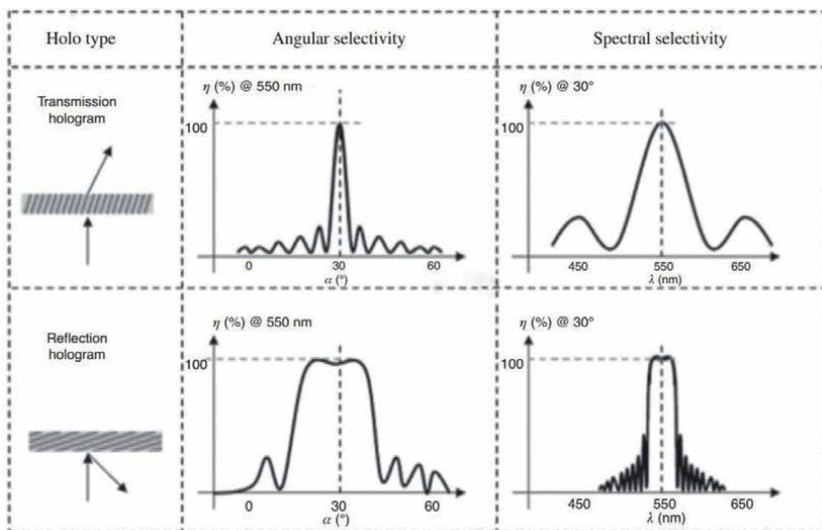 Holo type
Angular selectivity
Spectral selectivity
Transmission
hologram
η (%) @ 550 nm
100
0
30
60
α (°)
η (%) @ 30°
100
450
550
650
λ (nm)
Reflection
hologram
η (%) @ 550 nm
100
0
30
60
α (°)
η (%) @ 30°
100
450
550
650
λ (nm)